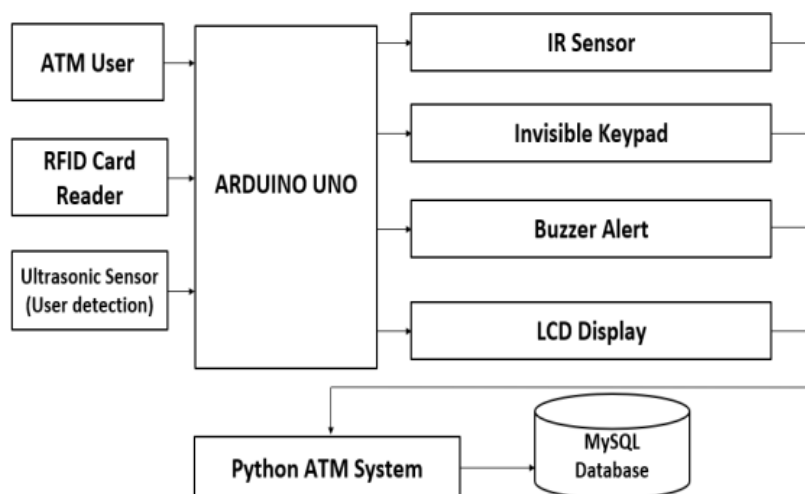 ATM User
RFID Card
Reader
Ultrasonic Sensor
(User detection)
ARDUINO UNO
IR Sensor
Invisible Keypad
Buzzer Alert
LCD Display
Python ATM System
MySQL
Database